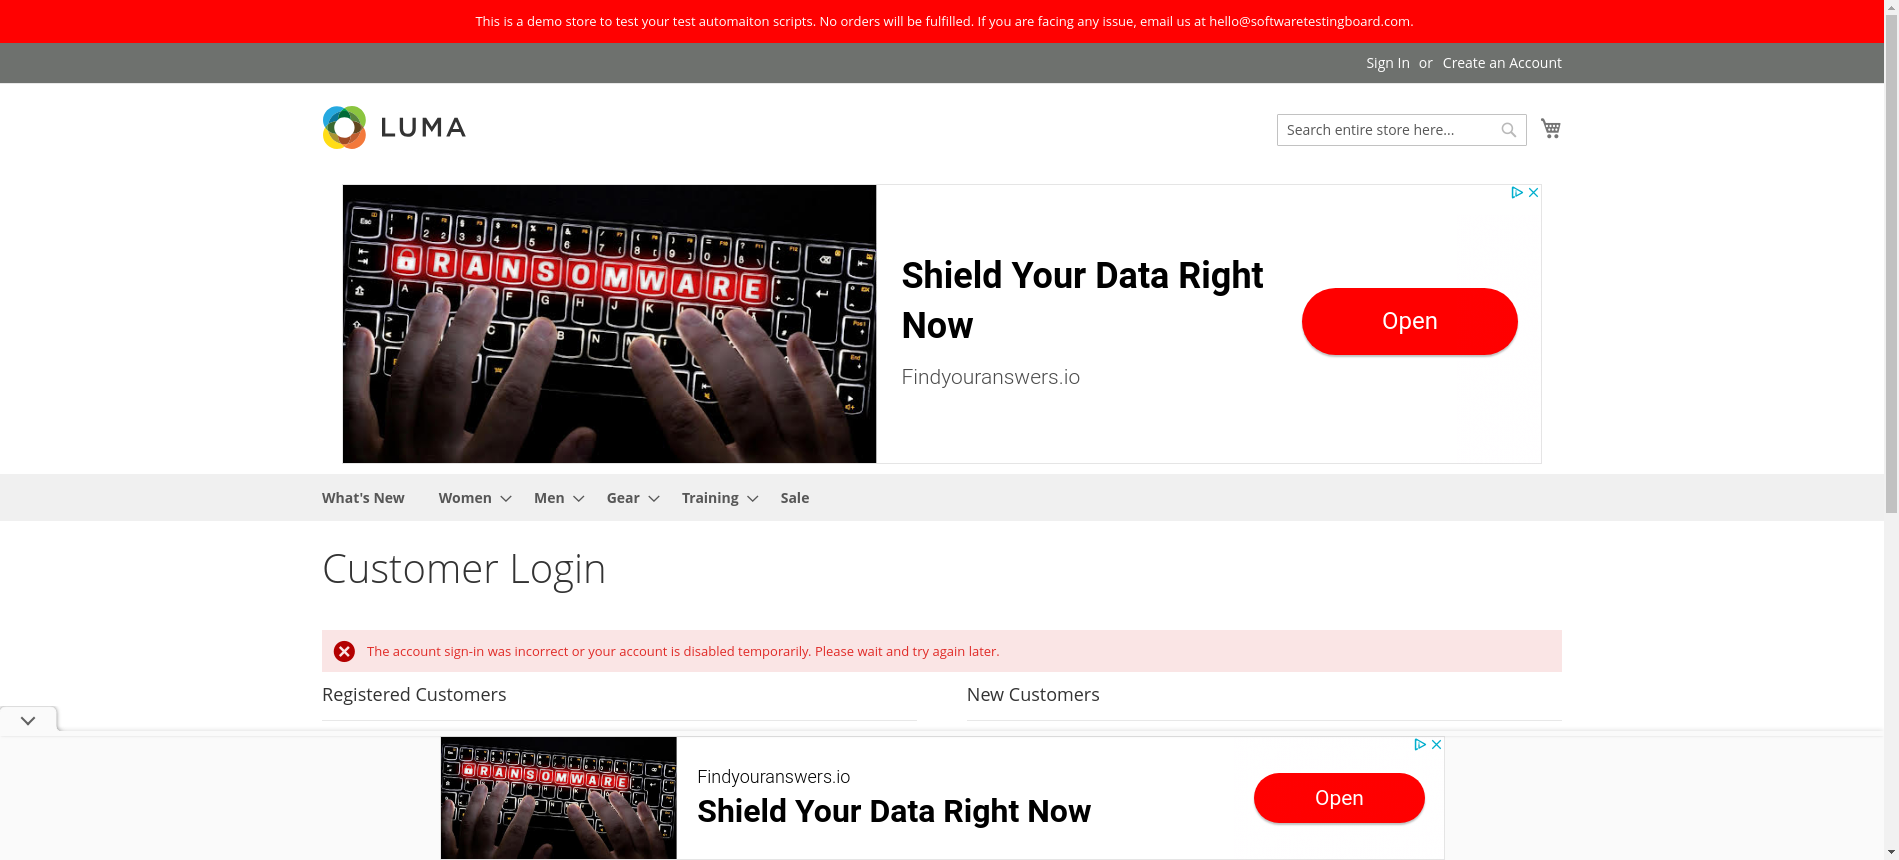 This is a demo store to test your test automaiton scripts. No orders will be fulfilled. If you are facing any issue, email us at hello@softwaretestingboard.com.
Sign In or Create an Account
LUMA
Search entire store here...
RANSOMWARE
Shield Your Data Right
Now
Findyouranswers.io
Open
What's New Women Men Gear Training Sale
Customer Login
The account sign-in was incorrect or your account is disabled temporarily. Please wait and try again later.
Registered Customers
New Customers
RANSOMWARE
Findyouranswers.io
Shield Your Data Right Now
Open